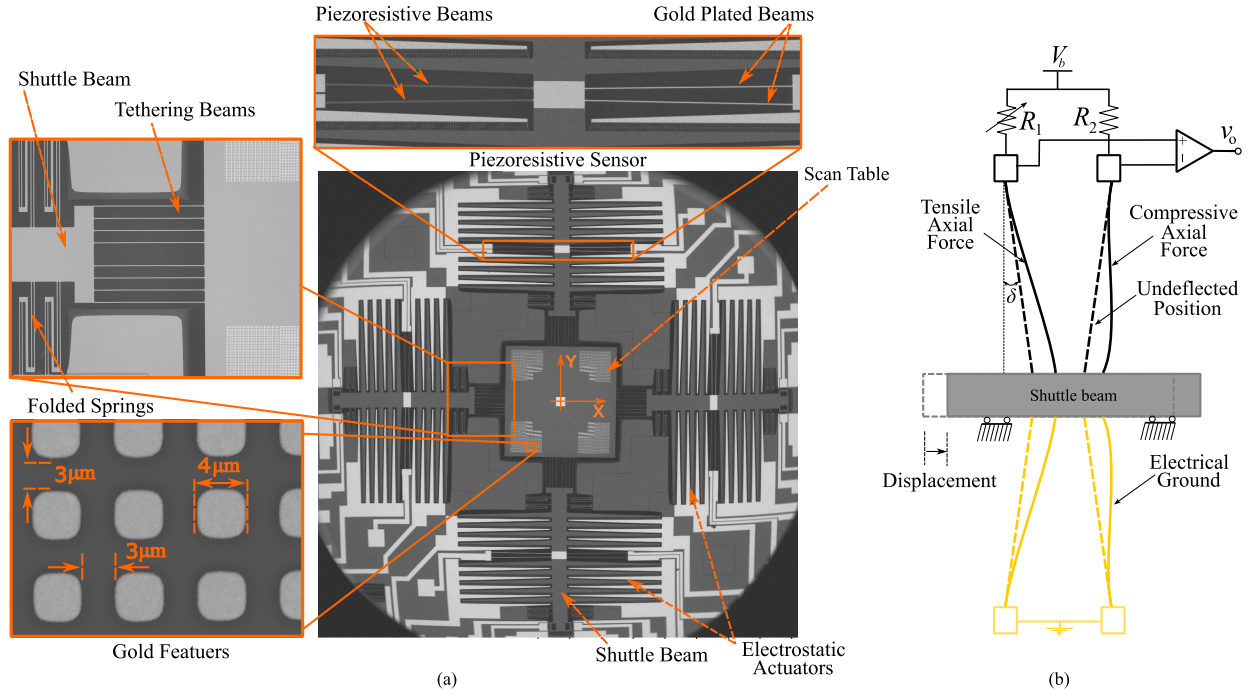 Piezoresistive Beams
Gold Plated Beams
Shuttle Beam
Tethering Beams
Piezoresistive Sensor
Scan Table
Folded Springs
Y
X
3μm
4μm
3μm
Gold Featuers
Shuttle Beam
Electrostatic
Actuators
(a)
V_b
R_1
R_2
+
-
v_o
Tensile
Axial
Force
Compressive
Axial
Force
δ
Undeflected
Position
Shuttle beam
Displacement
Electrical
Ground
(b)